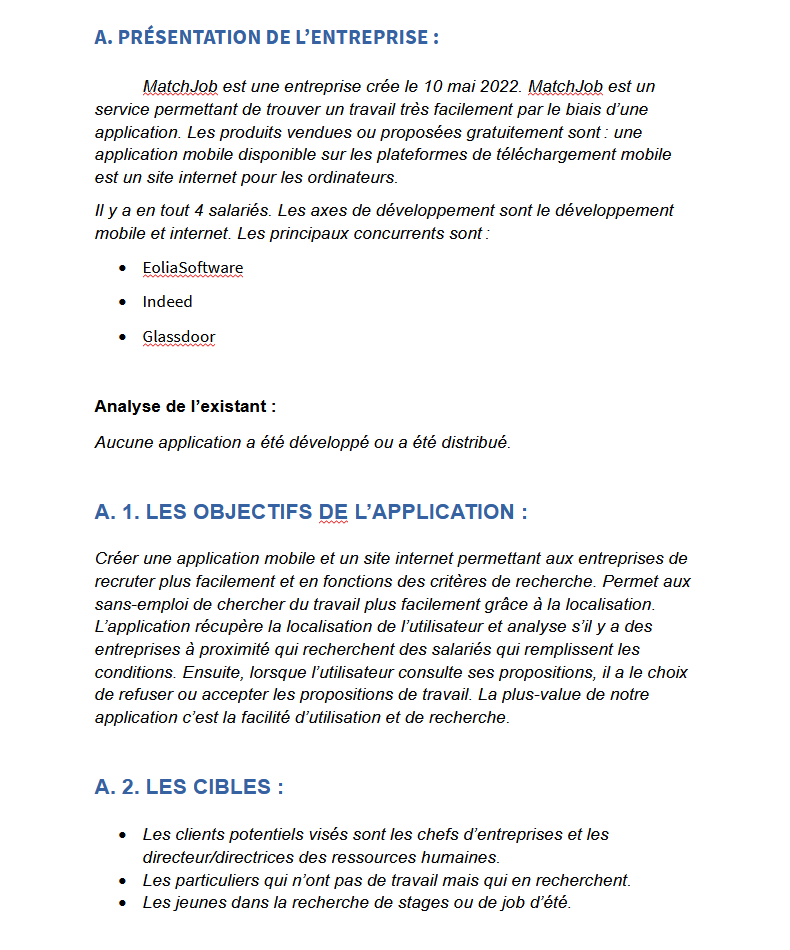 A. PRÉSENTATION DE L’ENTREPRISE :
MatchJob est une entreprise crée le 10 mai 2022. MatchJob est un
service permettant de trouver un travail très facilement par le biais d’une
application. Les produits vendues ou proposées gratuitement sont : une
application mobile disponible sur les plateformes de téléchargement mobile
est un site internet pour les ordinateurs.
Il y a en tout 4 salariés. Les axes de développement sont le développement
mobile et internet. Les principaux concurrents sont :
• EoliaSoftware
• Indeed
• Glassdoor
Analyse de l’existant :
Aucune application a été développé ou a été distribué.
A. 1. LES OBJECTIFS DE L’APPLICATION :
Créer une application mobile et un site internet permettant aux entreprises de
recruter plus facilement et en fonctions des critères de recherche. Permet aux
sans-emploi de chercher du travail plus facilement grâce à la localisation.
L’application récupère la localisation de l’utilisateur et analyse s’il y a des
entreprises à proximité qui recherchent des salariés qui remplissent les
conditions. Ensuite, lorsque l’utilisateur consulte ses propositions, il a le choix
de refuser ou accepter les propositions de travail. La plus-value de notre
application c’est la facilité d’utilisation et de recherche.
A. 2. LES CIBLES :
• Les clients potentiels visés sont les chefs d’entreprises et les
directeur/directrices des ressources humaines.
• Les particuliers qui n’ont pas de travail mais qui en recherchent.
• Les jeunes dans la recherche de stages ou de job d’été.